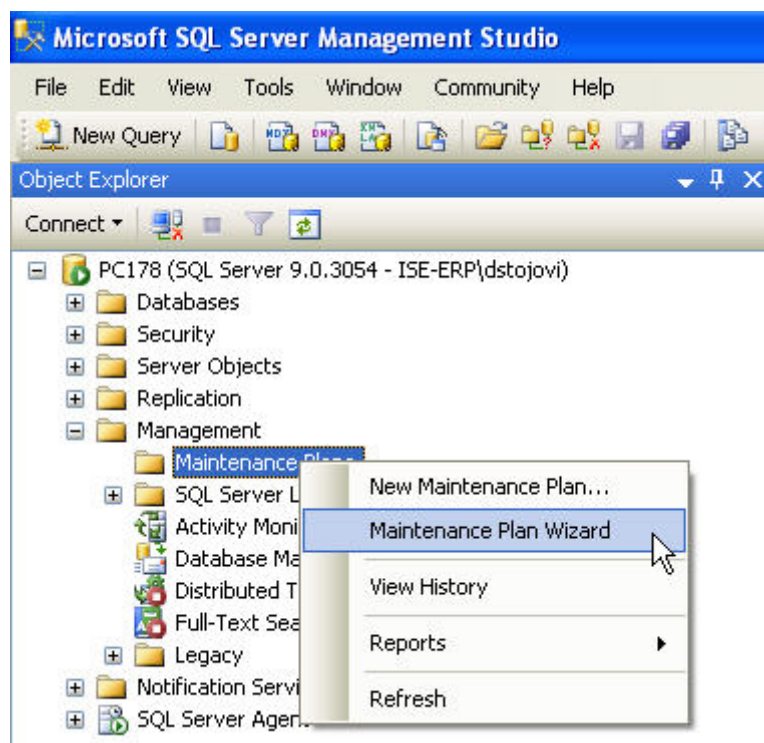 Microsoft SQL Server Management Studio
File Edit View Tools Window Community Help
New Query
Object Explorer
Connect
PC178 (SQL Server 9.0.3054 - ISE-ERP\dstojovi)
Databases
Security
Server Objects
Replication
Management
Maintenance
SQL Server L
Activity Moni
Database Ma
Distributed T
Full-Text Sea
Legacy
Notification Servi
SQL Server Agen
New Maintenance Plan...
Maintenance Plan Wizard
View History
Reports
Refresh